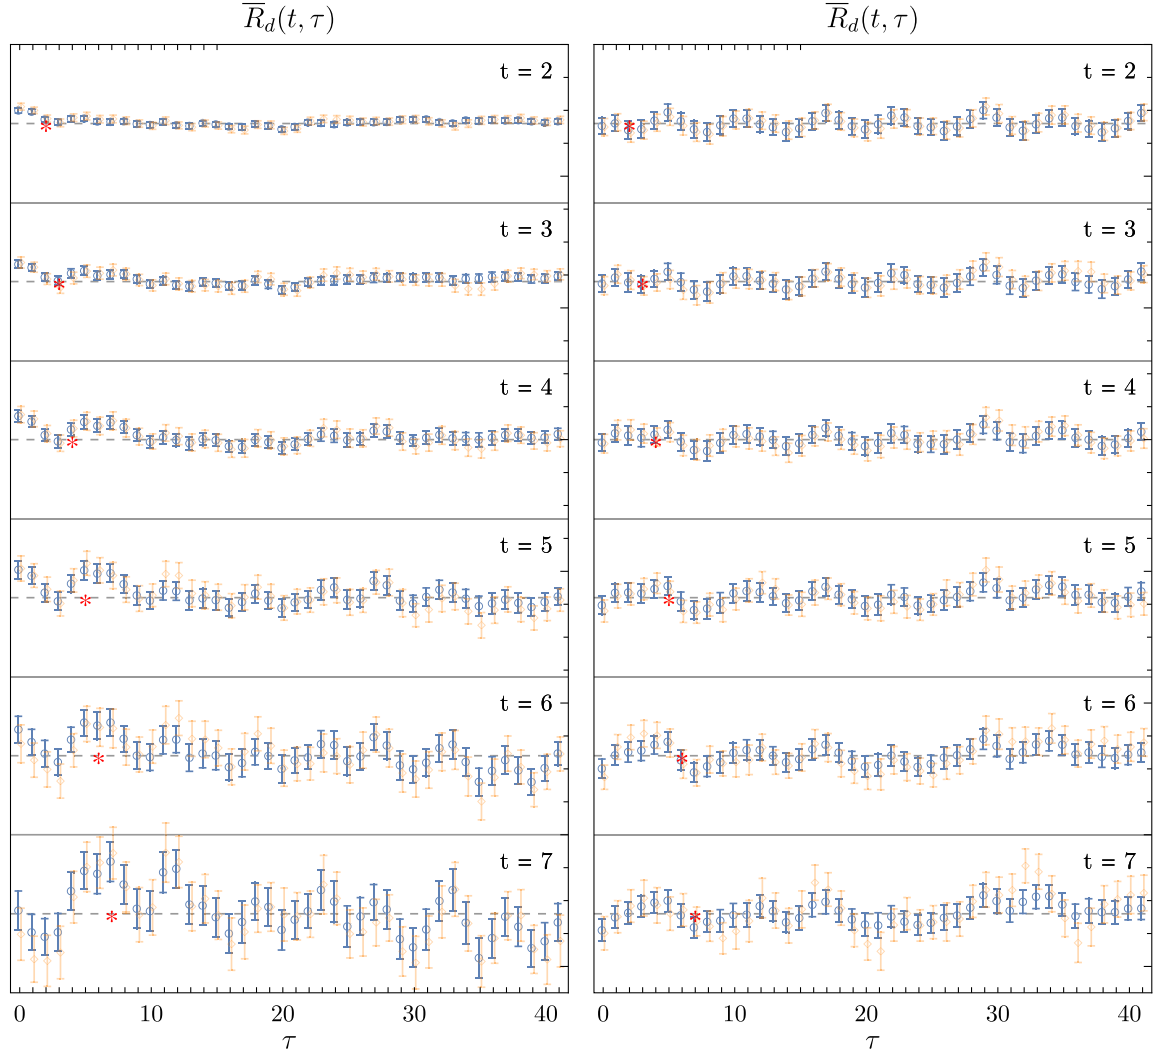 R̅_d(t, τ) R̅_d(t, τ)
t = 2 t = 2
t = 3 t = 3
t = 4 t = 4
t = 5 t = 5
t = 6 t = 6
t = 7 t = 7
0 10 20 30 40 0 10 20 30 40
τ τ